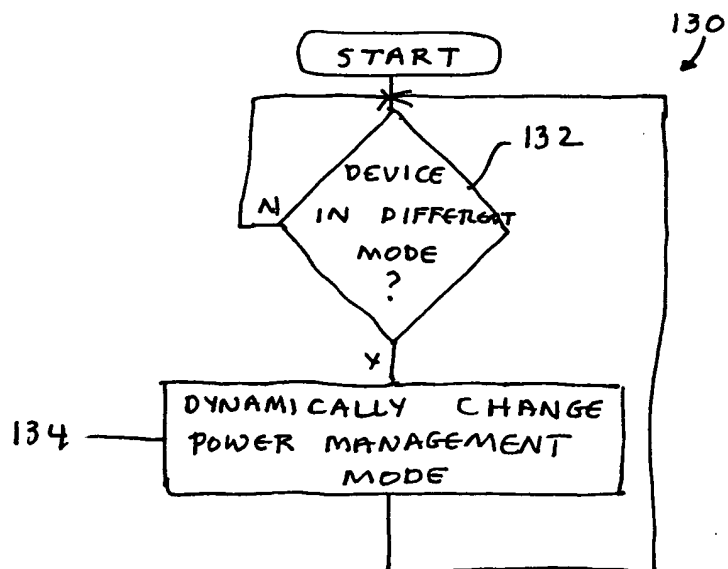 130
START
132
DEVICE
IN DIFFERENT
MODE
?
N
Y
134
DYNAMICALLY CHANGE
POWER MANAGEMENT
MODE